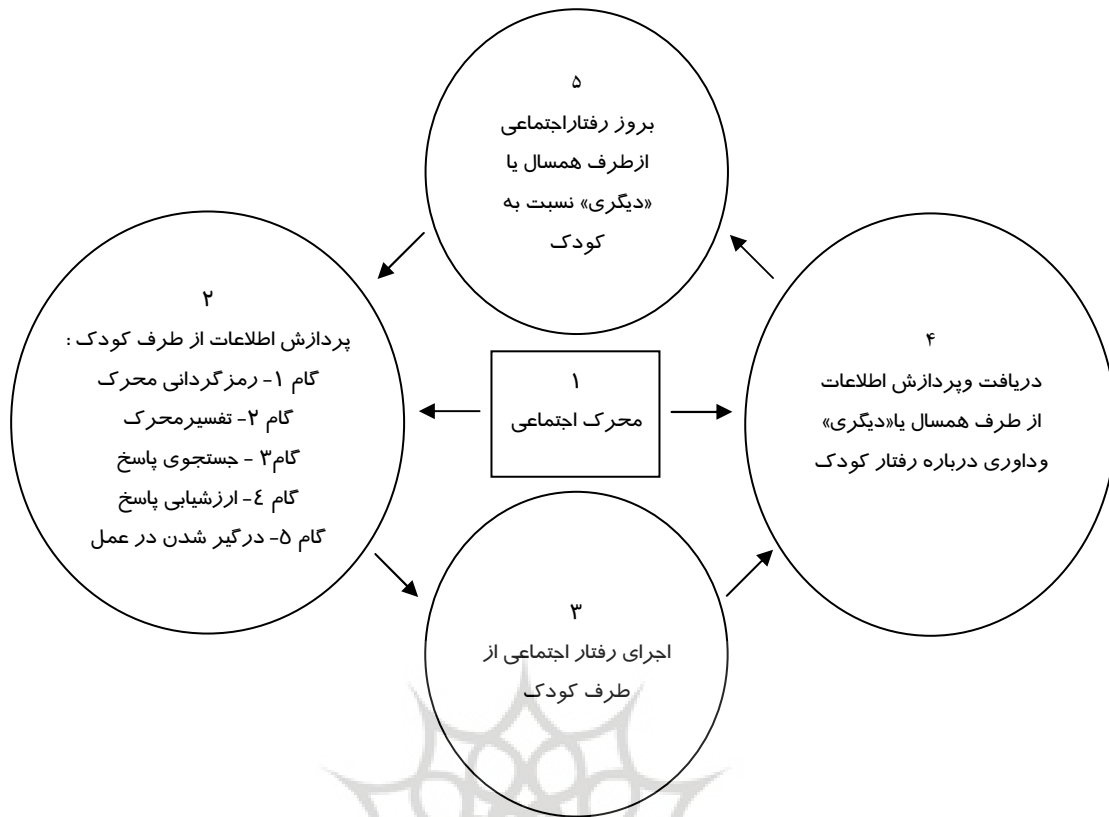 ۵
بروز رفتاراجتماعی
ازطرف همسال یا
«دیگری» نسبت به
کودک
۲
پردازش اطلاعات از طرف کودک :
گام ۱- رمزگردانی محرک
گام ۲- تفسیرمحرک
گام۳ - جستجوی پاسخ
گام ٤- ارزشیابی پاسخ
گام ۵- درگیر شدن در عمل
۱
محرک اجتماعی
۴
دریافت وپردازش اطلاعات
از طرف همسال یا«دیگری»
وداوری درباره رفتار کودک
۳
اجرای رفتار اجتماعی از
طرف کودک